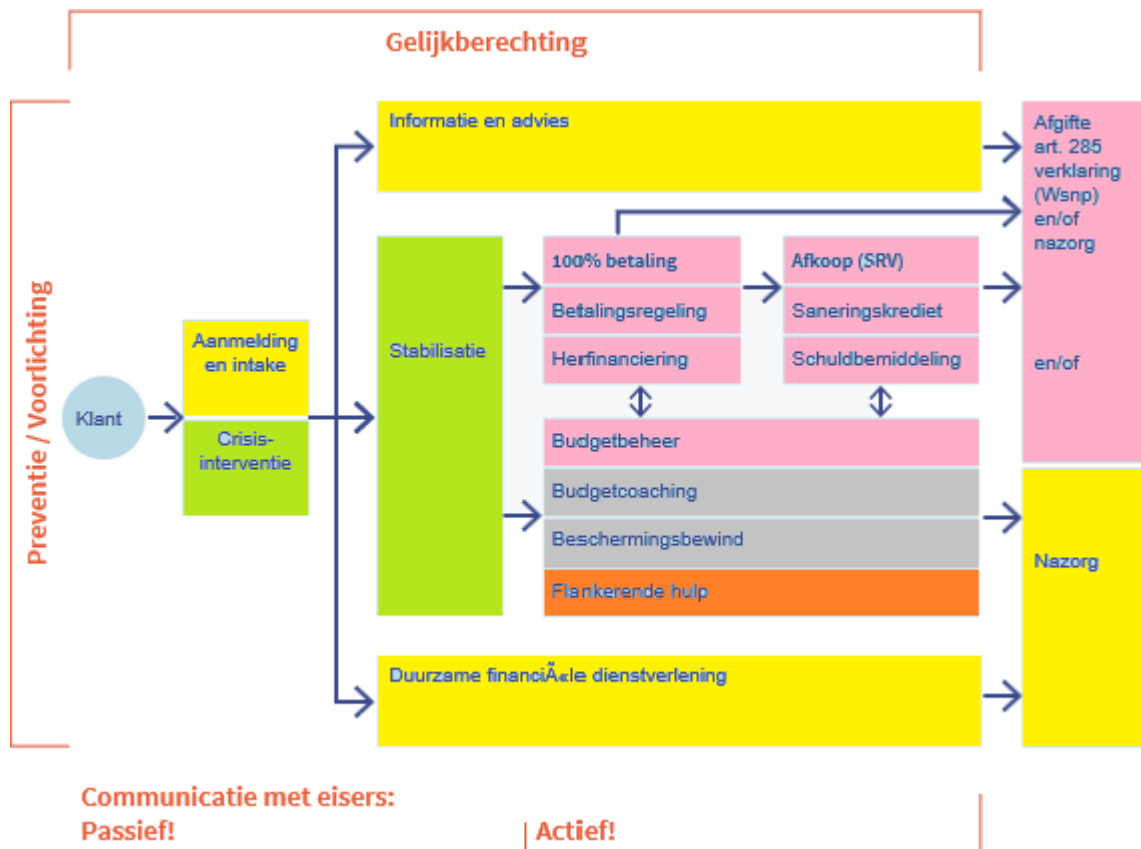 Gelijkberechting
Preventie / Voorlichting
Klant
Aanmelding
en intake
Crisis-
interventie
Informatie en advies
Stabilisatie
100% betaling
Betalingsregeling
Herfinanciering
Afkoop (SRV)
Saneringskrediet
Schuldbemiddeling
Budgetbeheer
Budgetcoaching
Beschermingsbewind
Flankerende hulp
Duurzame financiÃ«le dienstverlening
Afgifte
art. 285
verklaring
(Wsnp)
en/of
nazorg
en/of
Nazorg
Communicatie met eisers:
Passief!
Actief!